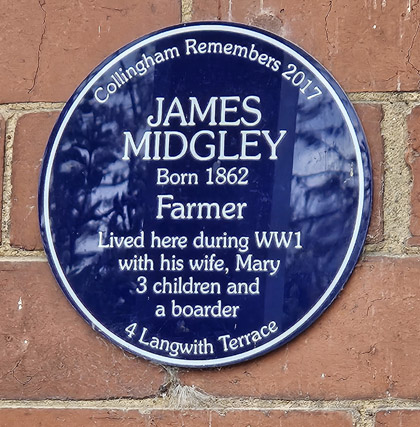 Collingham Remembers 2017
JAMES
MIDGLEY
Born 1862
Farmer
Lived here during WW1
with his wife, Mary
3 children and
a boarder
4 Langwith Terrace